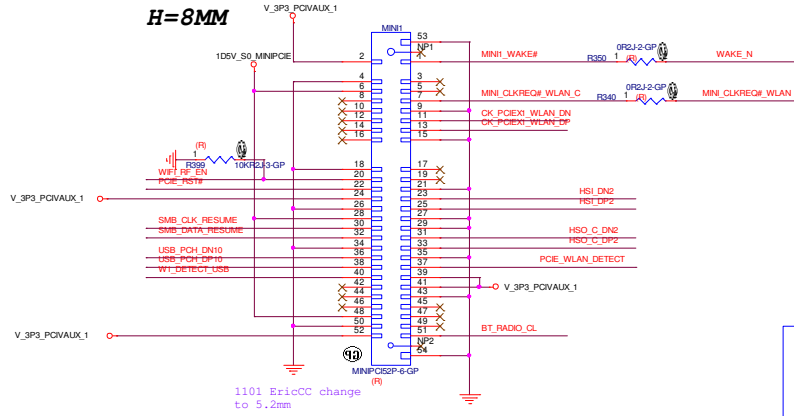 H=8MM
V_3P3_PCIVAUX_1
1D5V_S0_MINIPCIE
MINI1
53
NP1
2 1 MINI1_WAKE# R350 1 (R) 0R2J-2-GP WAKE_N
4 3
6 5
8 7 MINI_CLKREQ#_WLAN_C R340 1 (R) 0R2J-2-GP MINI_CLKREQ#_WLAN
10 9
12 11 CK_PCIEX1_WLAN_DN
14 13 CK_PCIEX1_WLAN_DP
16 15
(R)
1
R399 10KR2J-3-GP
18 17
WIFI_RF_EN 20 19
PCIE_RST# 22 21
V_3P3_PCIVAUX_1 24 23 HSI_DN2
26 25 HSI_DP2
28 27
SMB_CLK_RESUME 30 29
SMB_DATA_RESUME 32 31 HSO_C_DN2
34 33 HSO_C_DP2
USB_PCH_DN10 36 35
USB_PCH_DP10 38 37 PCIE_WLAN_DETECT
W1_DETECT_USB 40 39
42 41 V_3P3_PCIVAUX_1
44 43
46 45
48 47
50 49
V_3P3_PCIVAUX_1 52 51 BT_RADIO_CL
NP2
54
MINIPCI52P-6-GP
(R)
1101 EricCC change
to 5.2mm